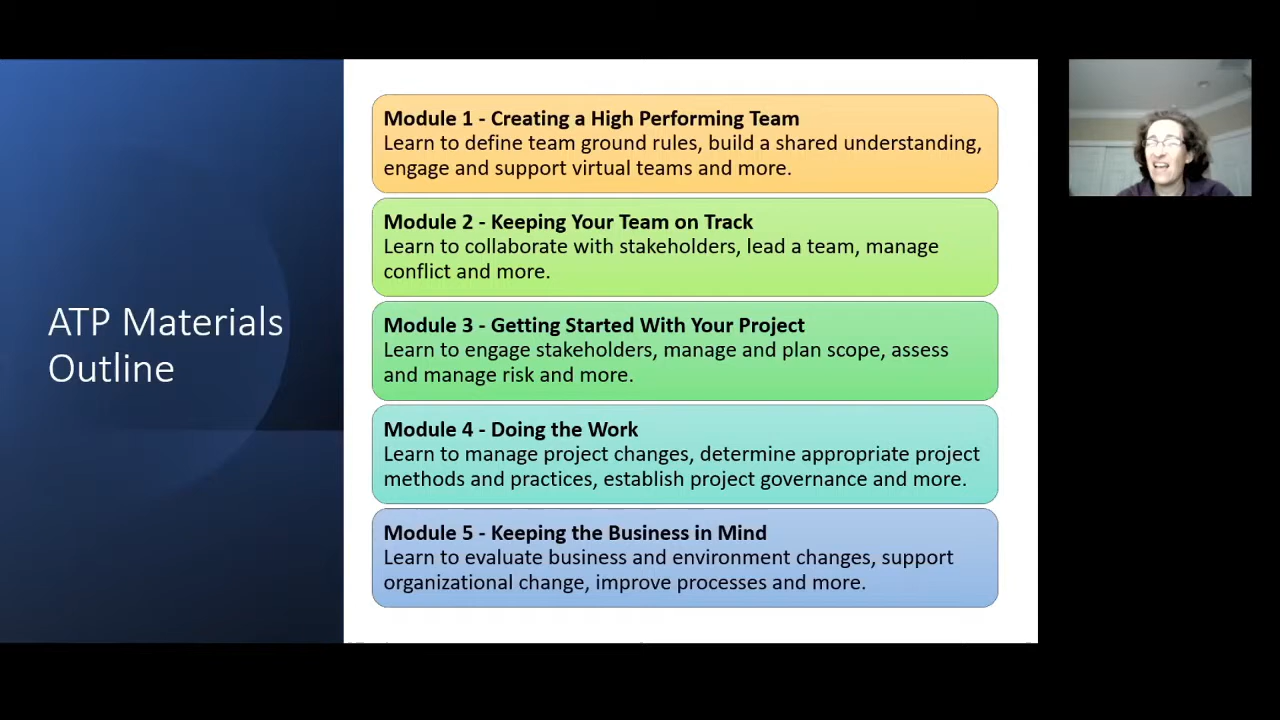 ATP Materials
Outline
Module 1 - Creating a High Performing Team
Learn to define team ground rules, build a shared understanding,
engage and support virtual teams and more.
Module 2 - Keeping Your Team on Track
Learn to collaborate with stakeholders, lead a team, manage
conflict and more.
Module 3 - Getting Started With Your Project
Learn to engage stakeholders, manage and plan scope, assess
and manage risk and more.
Module 4 - Doing the Work
Learn to manage project changes, determine appropriate project
methods and practices, establish project governance and more.
Module 5 - Keeping the Business in Mind
Learn to evaluate business and environment changes, support
organizational change, improve processes and more.